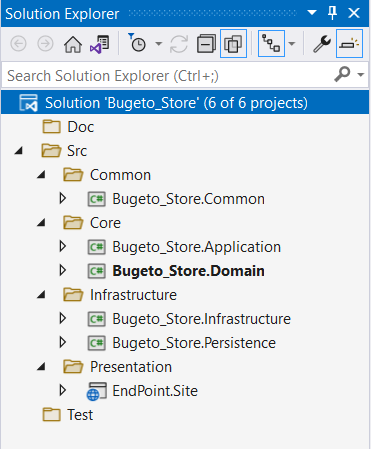 Solution Explorer
Search Solution Explorer (Ctrl+;)
Solution 'Bugeto_Store' (6 of 6 projects)
Doc
Src
Common
C# Bugeto_Store.Common
Core
C# Bugeto_Store.Application
C# Bugeto_Store.Domain
Infrastructure
C# Bugeto_Store.Infrastructure
C# Bugeto_Store.Persistence
Presentation
EndPoint.Site
Test